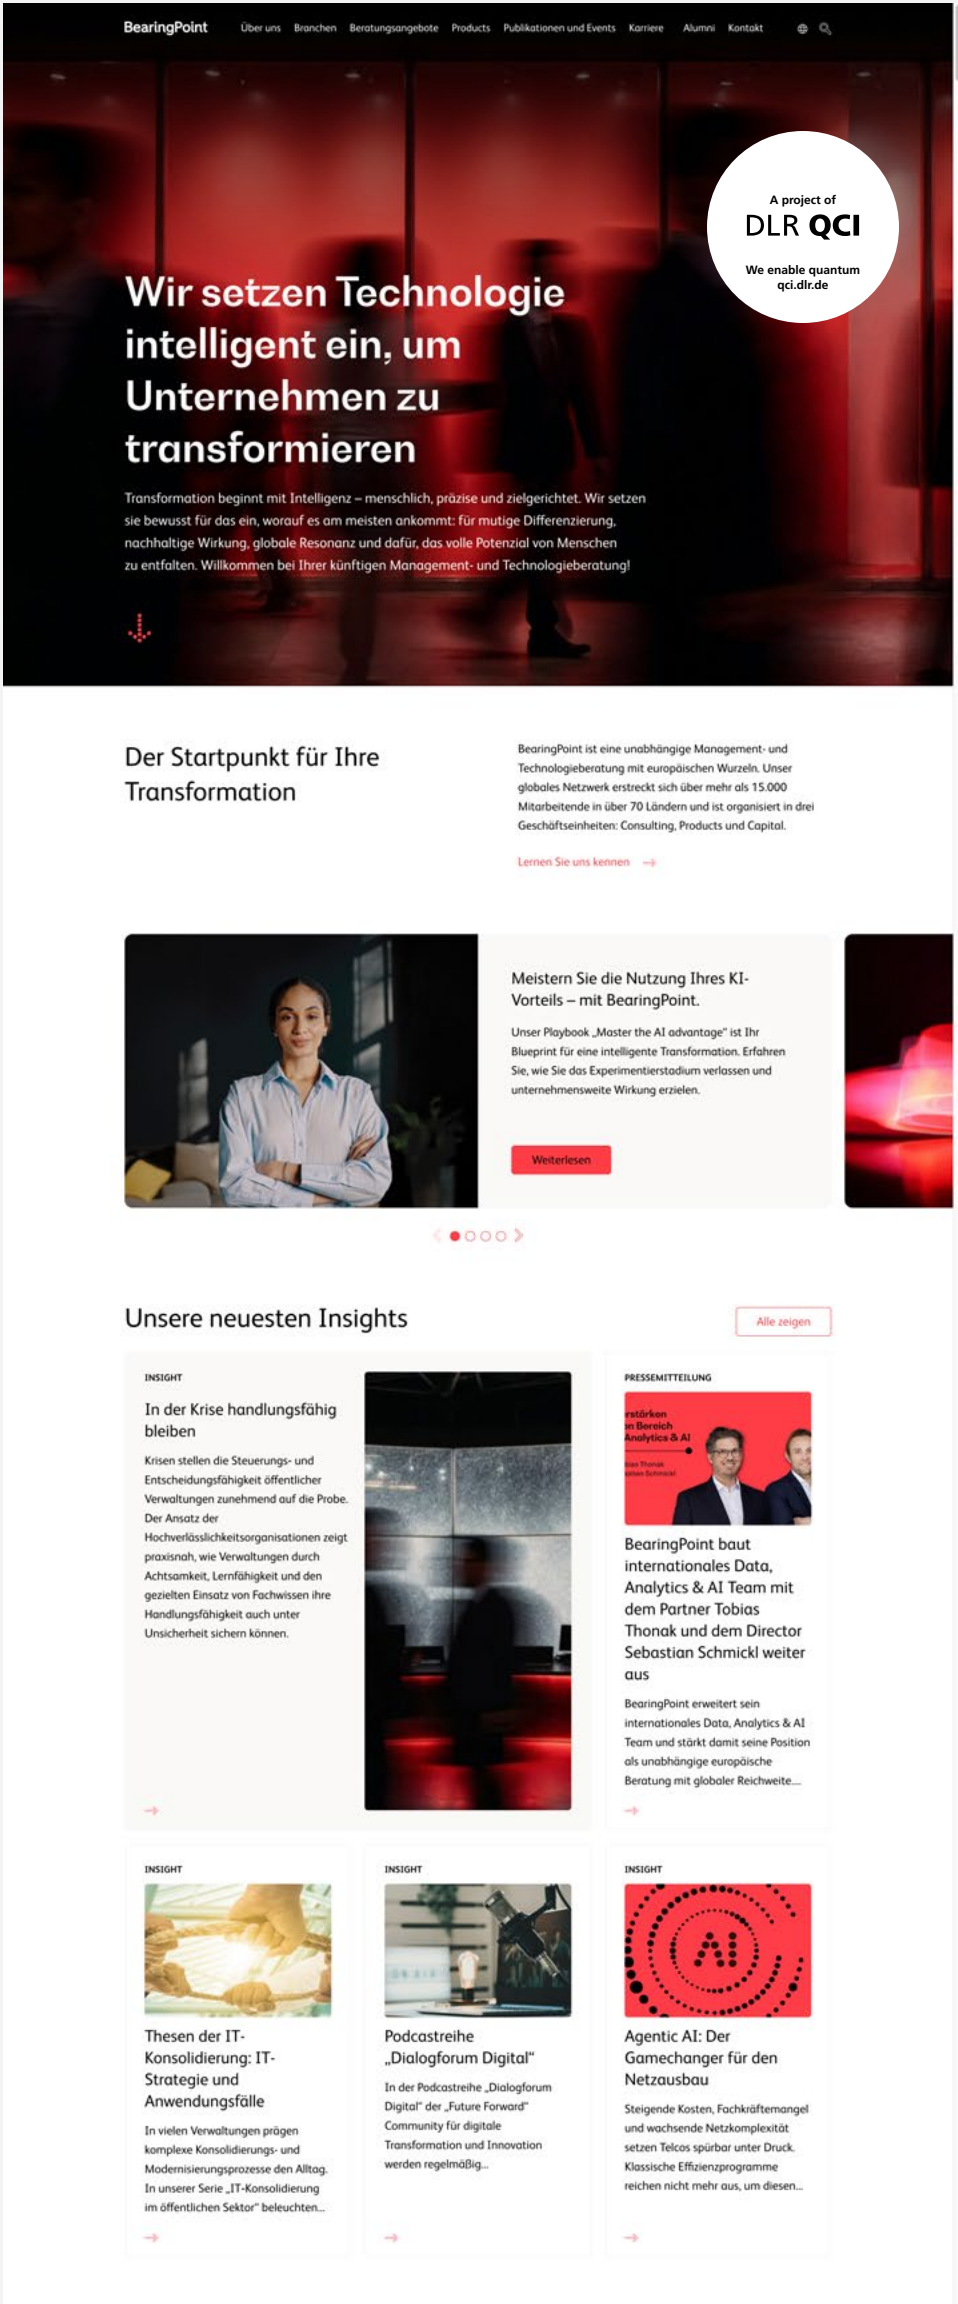 BearingPoint
Über uns Branchen Beratungsangebote Products Publikationen und Events Karriere Alumni Kontakt
A project of
DLR QCI
We enable quantum
qci.dlr.de
Wir setzen Technologie
intelligent ein, um
Unternehmen zu
transformieren
Transformation beginnt mit Intelligenz – menschlich, präzise und zielgerichtet. Wir setzen
sie bewusst für das ein, worauf es am meisten ankommt: für mutige Differenzierung,
nachhaltige Wirkung, globale Resonanz und dafür, das volle Potenzial von Menschen
zu entfalten. Willkommen bei Ihrer künftigen Management- und Technologieberatung!
Der Startpunkt für Ihre
Transformation
BearingPoint ist eine unabhängige Management- und
Technologieberatung mit europäischen Wurzeln. Unser
globales Netzwerk erstreckt sich über mehr als 15.000
Mitarbeitende in über 70 Ländern und ist organisiert in drei
Geschäftseinheiten: Consulting, Products und Capital.
Lernen Sie uns kennen
Meistern Sie die Nutzung Ihres KI-
Vorteils – mit BearingPoint.
Unser Playbook „Master the AI advantage“ ist Ihr
Blueprint für eine intelligente Transformation. Erfahren
Sie, wie Sie das Experimentierstadium verlassen und
unternehmensweite Wirkung erzielen.
Weiterlesen
Unsere neuesten Insights
Alle zeigen
INSIGHT
In der Krise handlungsfähig
bleiben
Krisen stellen die Steuerungs- und
Entscheidungsfähigkeit öffentlicher
Verwaltungen zunehmend auf die Probe.
Der Ansatz der
Hochverlässlichkeitsorganisationen zeigt
praxisnah, wie Verwaltungen durch
Achtsamkeit, Lernfähigkeit und den
gezielten Einsatz von Fachwissen ihre
Handlungsfähigkeit auch unter
Unsicherheit sichern können.
PRESSEMITTEILUNG
rstärken
en Bereich
Analytics & AI
bias Thonak
astian Schmickl
BearingPoint baut
internationales Data,
Analytics & AI Team mit
dem Partner Tobias
Thonak und dem Director
Sebastian Schmickl weiter
aus
BearingPoint erweitert sein
internationales Data, Analytics & AI
Team und stärkt damit seine Position
als unabhängige europäische
Beratung mit globaler Reichweite....
INSIGHT
Thesen der IT-
Konsolidierung: IT-
Strategie und
Anwendungsfälle
In vielen Verwaltungen prägen
komplexe Konsolidierungs- und
Modernisierungsprozesse den Alltag.
In unserer Serie „IT-Konsolidierung
im öffentlichen Sektor“ beleuchten...
INSIGHT
Podcastreihe
„Dialogforum Digital“
In der Podcastreihe „Dialogforum
Digital“ der „Future Forward“
Community für digitale
Transformation und Innovation
werden regelmäßig...
INSIGHT
AI
Agentic AI: Der
Gamechanger für den
Netzausbau
Steigende Kosten, Fachkräftemangel
und wachsende Netzkomplexität
setzen Telcos spürbar unter Druck.
Klassische Effizienzprogramme
reichen nicht mehr aus, um diesen...